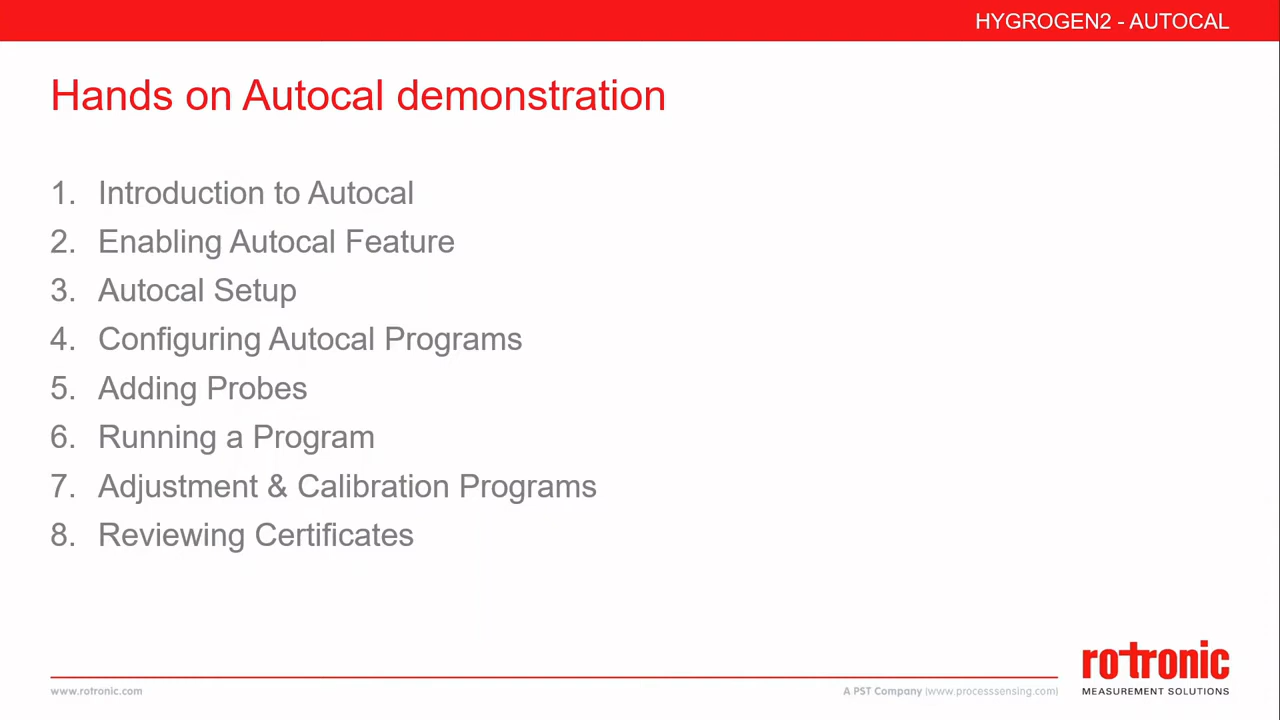 HYGROGEN2 - AUTOCAL
Hands on Autocal demonstration
1. Introduction to Autocal
2. Enabling Autocal Feature
3. Autocal Setup
4. Configuring Autocal Programs
5. Adding Probes
6. Running a Program
7. Adjustment & Calibration Programs
8. Reviewing Certificates
rotronic
MEASUREMENT SOLUTIONS
www.rotronic.com
A PST Company (www.processsensing.com)